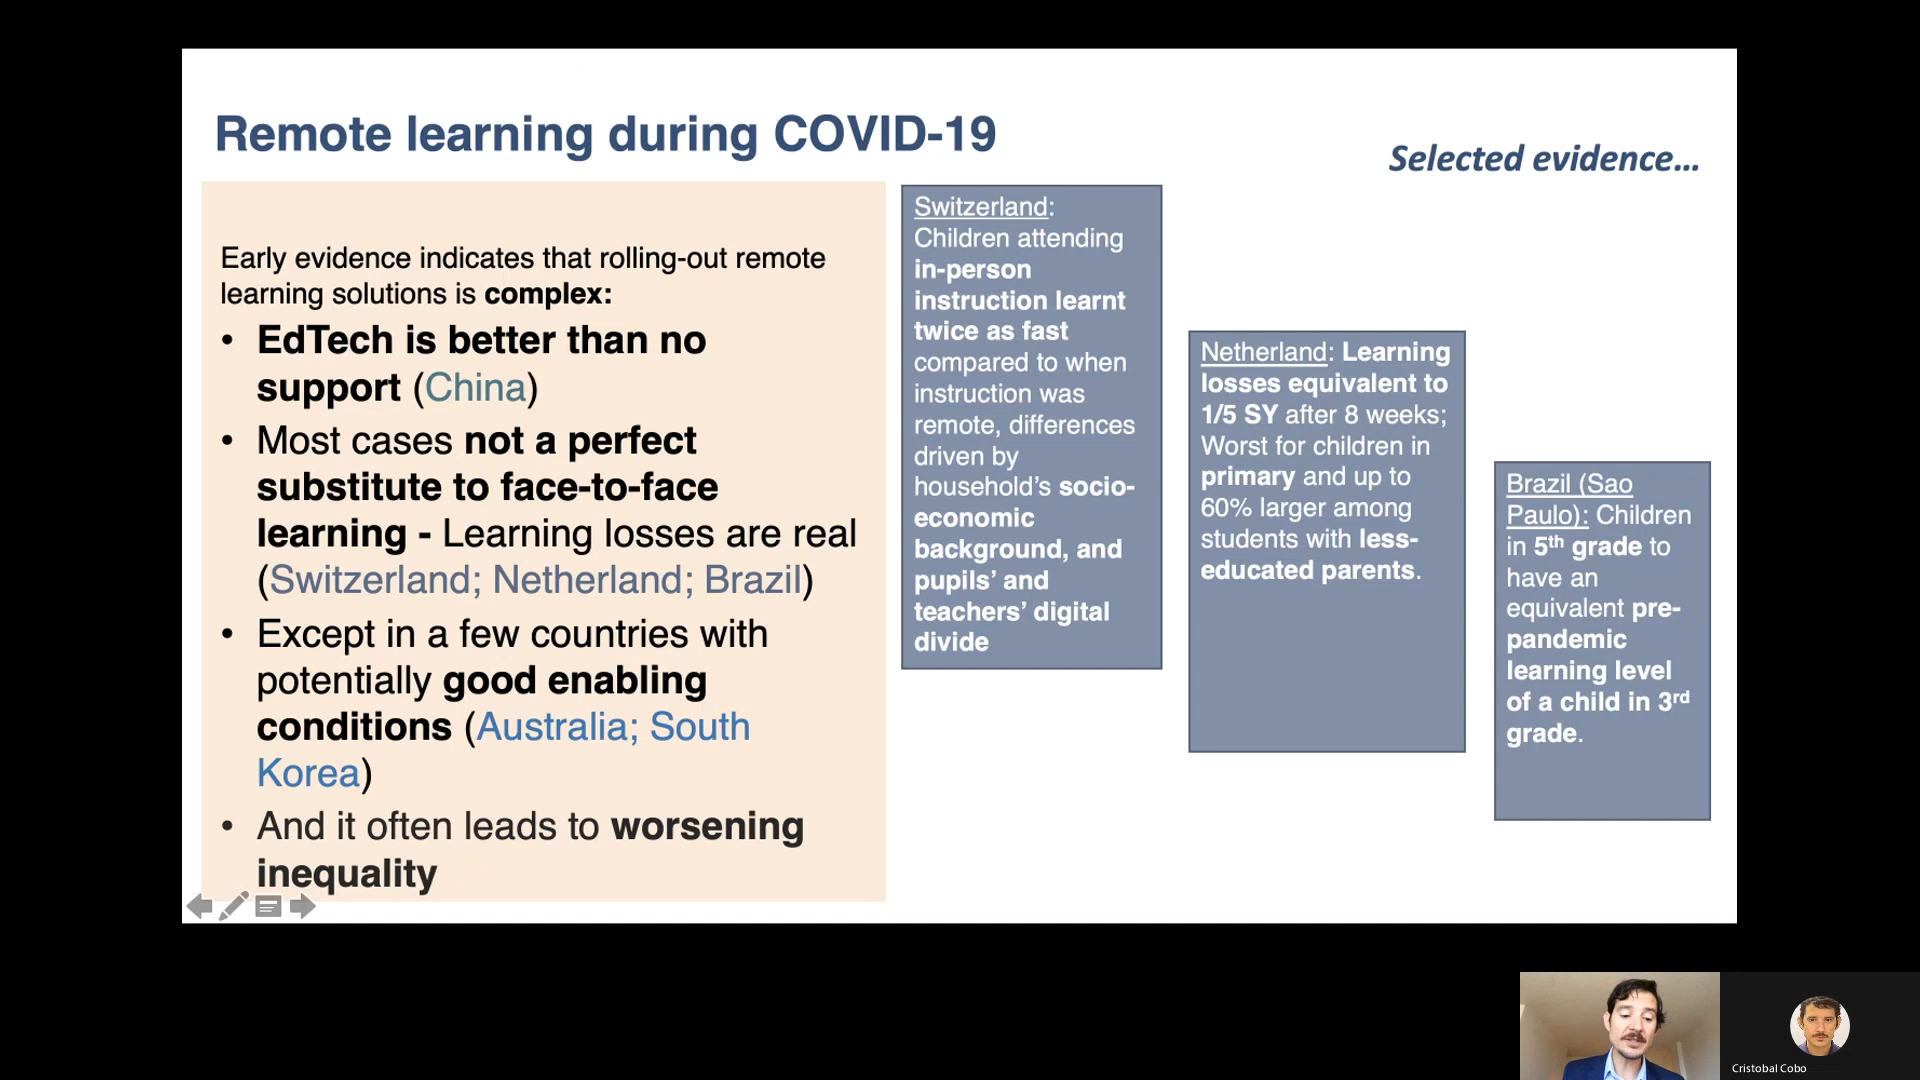 Remote learning during COVID-19
Selected evidence...
Early evidence indicates that rolling-out remote
learning solutions is complex:
• EdTech is better than no
support (China)
• Most cases not a perfect
substitute to face-to-face
learning - Learning losses are real
(Switzerland; Netherland; Brazil)
• Except in a few countries with
potentially good enabling
conditions (Australia; South
Korea)
• And it often leads to worsening
inequality
Switzerland:
Children attending
in-person
instruction learnt
twice as fast
compared to when
instruction was
remote, differences
driven by
household’s socio-
economic
background, and
pupils’ and
teachers’ digital
divide
Netherland: Learning
losses equivalent to
1/5 SY after 8 weeks;
Worst for children in
primary and up to
60% larger among
students with less-
educated parents.
Brazil (Sao
Paulo): Children
in 5th grade to
have an
equivalent pre-
pandemic
learning level
of a child in 3rd
grade.
Cristobal Cobo